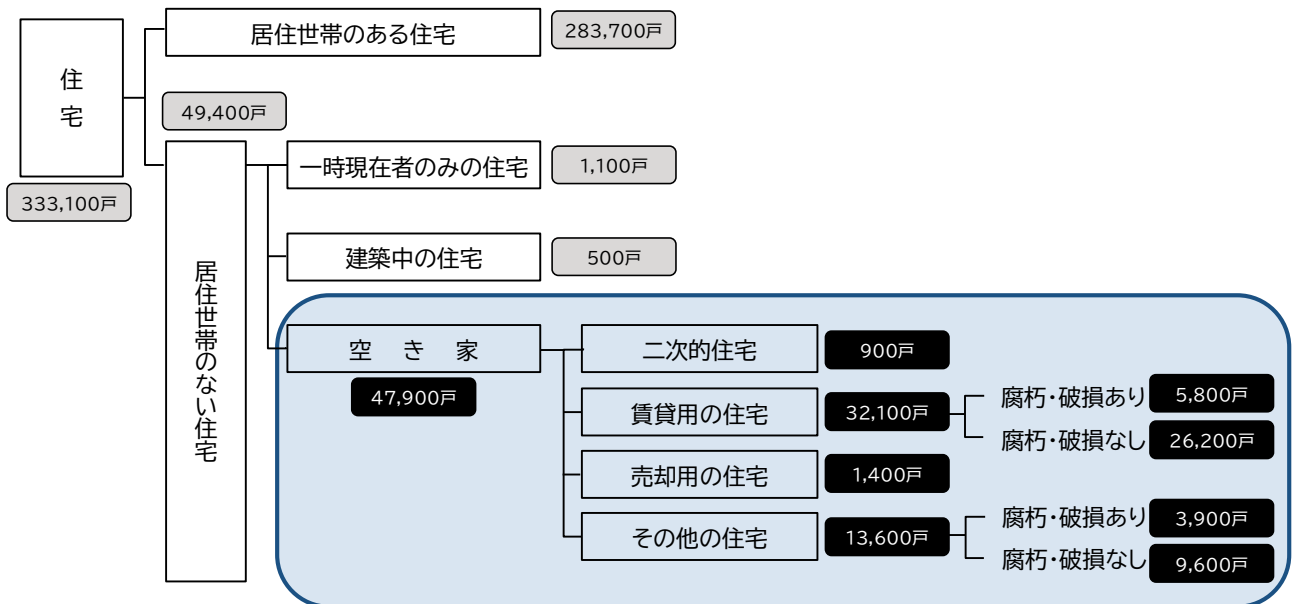 住宅
333,100戸
居住世帯のある住宅
283,700戸
49,400戸
居住世帯のない住宅
一時現在者のみの住宅
1,100戸
建築中の住宅
500戸
空き家
47,900戸
二次的住宅
900戸
賃貸用の住宅
32,100戸
腐朽・破損あり
5,800戸
腐朽・破損なし
26,200戸
売却用の住宅
1,400戸
その他の住宅
13,600戸
腐朽・破損あり
3,900戸
腐朽・破損なし
9,600戸